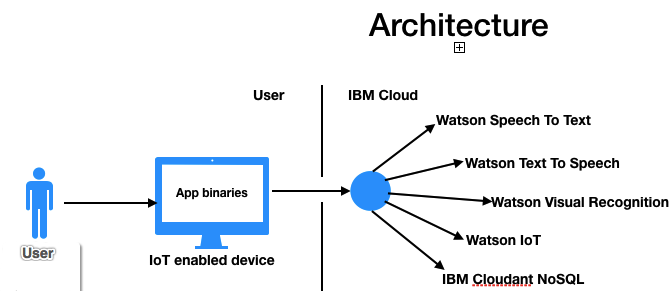 Architecture
User
IBM Cloud
Watson Speech To Text
Watson Text To Speech
App binaries
Watson Visual Recognition
Watson IoT
User
IoT enabled device
IBM Cloudant NoSQL